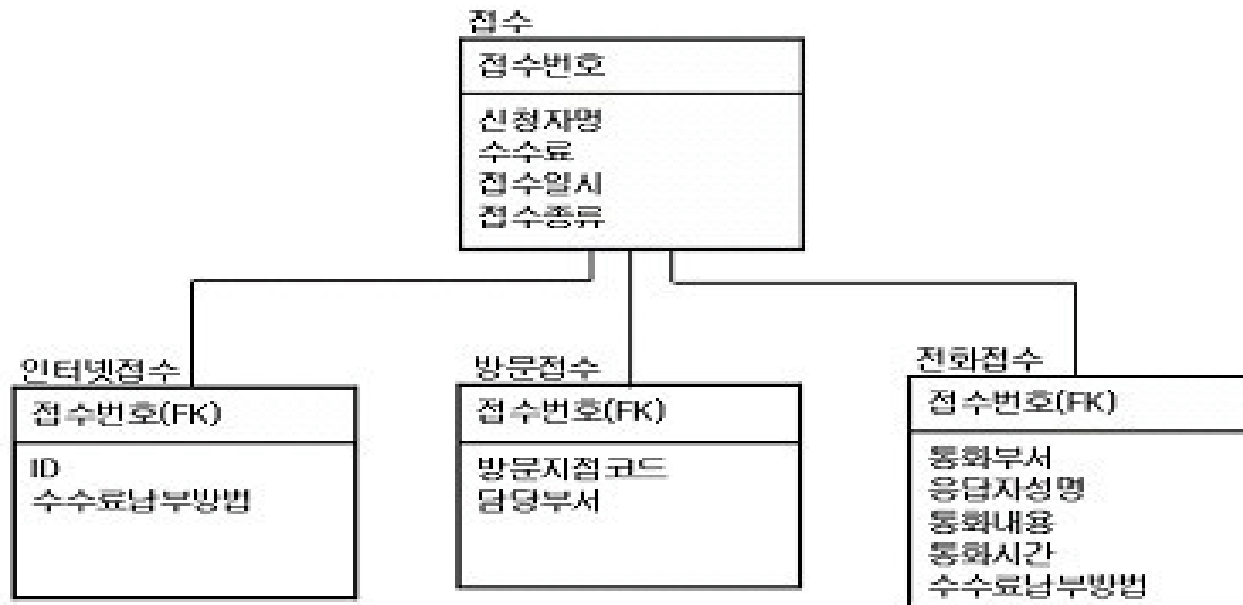 접수
접수번호
신청자명
수수료
접수일시
접수종류
인터넷접수
접수번호(FK)
ID
수수료납부방법
방문접수
접수번호(FK)
방문지점코드
담당부서
전화접수
접수번호(FK)
통화부서
응답자성명
통화내용
통화시간
수수료납부방법